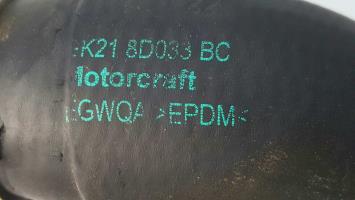 K21 8D033 BC
Motorcraft
EGWQA >EPDM<